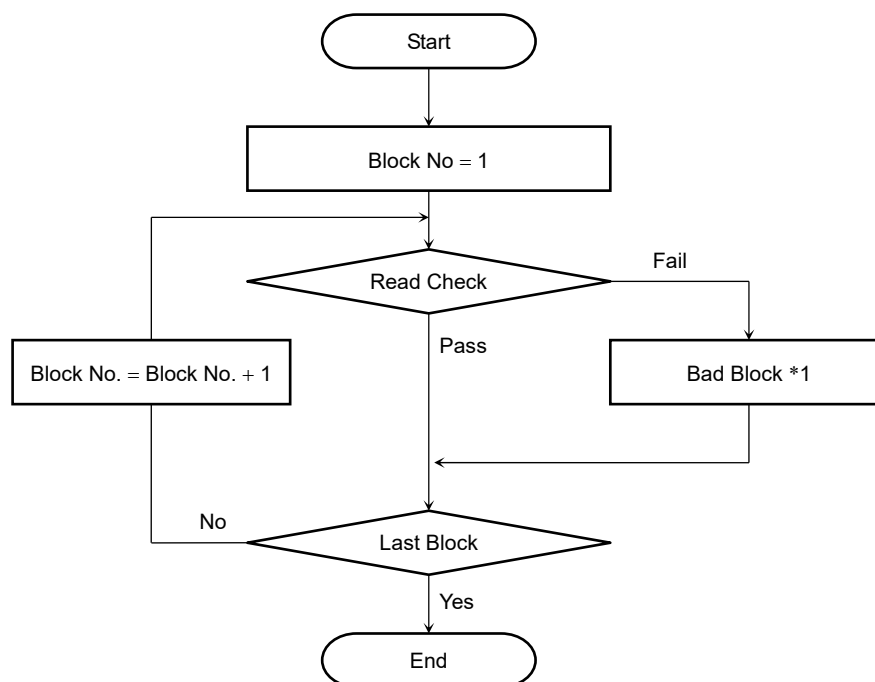 Start
Block No = 1
Read Check
Fail
Pass
Block No. = Block No. + 1
Bad Block *1
No
Last Block
Yes
End